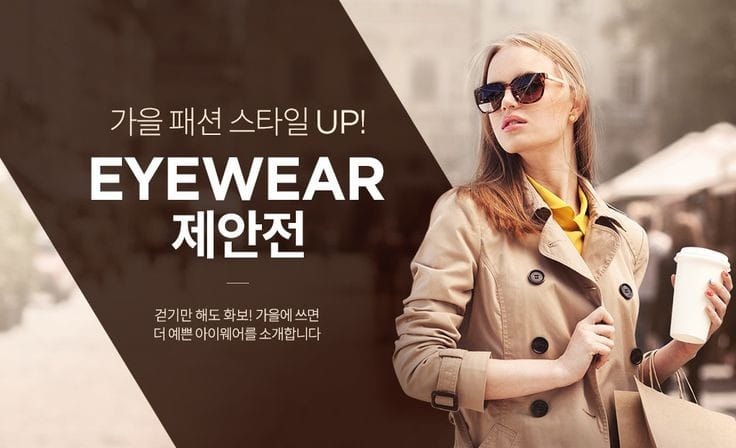 가을 패션 스타일 UP!
EYEWEAR
제안전
걷기만 해도 화보! 가을에 쓰면
더 예쁜 아이웨어를 소개합니다